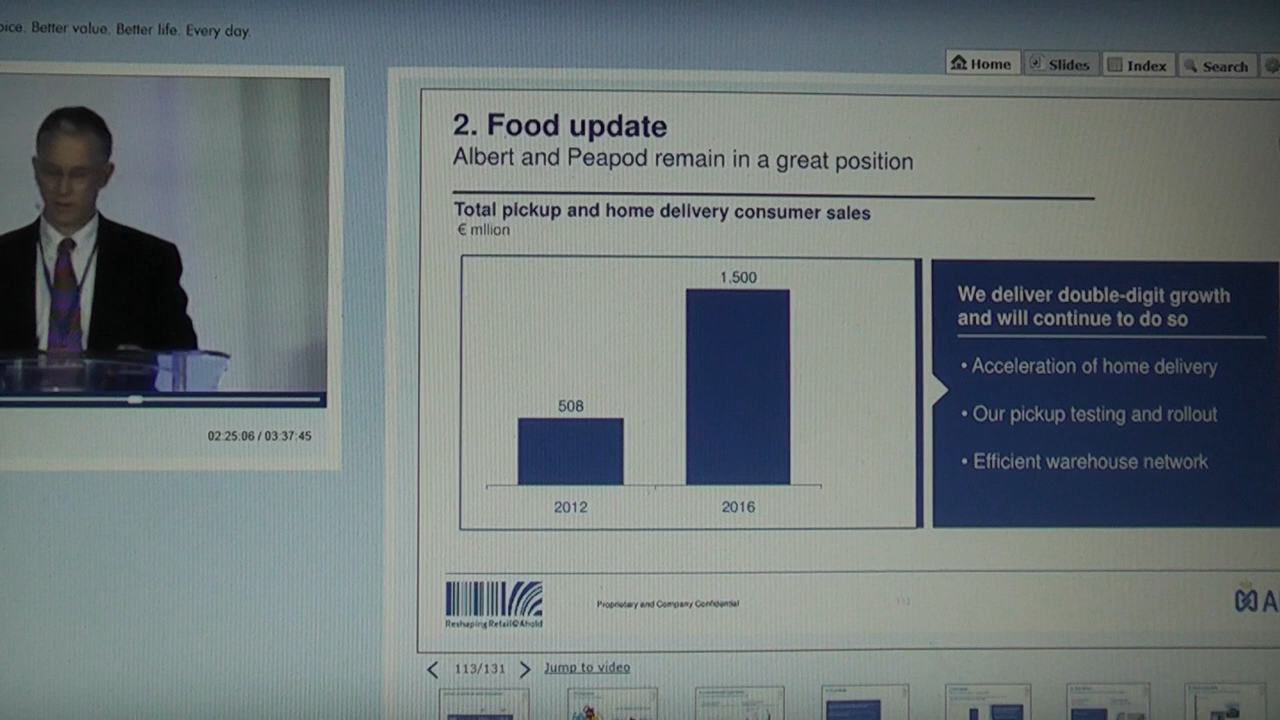 oice. Better value. Better life. Every day.
Home
Slides
Index
Search
2. Food update
Albert and Peapod remain in a great position
Total pickup and home delivery consumer sales
€ mllion
1.500
508
2012
2016
We deliver double-digit growth
and will continue to do so
• Acceleration of home delivery
• Our pickup testing and rollout
• Efficient warehouse network
02:25:06 / 03:37:45
Reshaping Retail@Ahold
Proprietary and Company Confidential
A
113/131
Jump to video